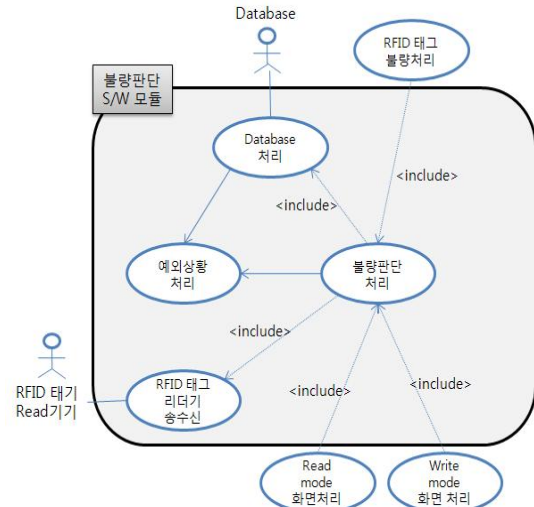 Database
RFID 태그
불량처리
불량판단
S/W 모듈
Database
처리
<include>
<include>
예외상황
처리
불량판단
처리
<include>
RFID 태기
Read기기
RFID 태그
리더기
송수신
<include>
<include>
Read
mode
화면처리
Write
mode
화면 처리